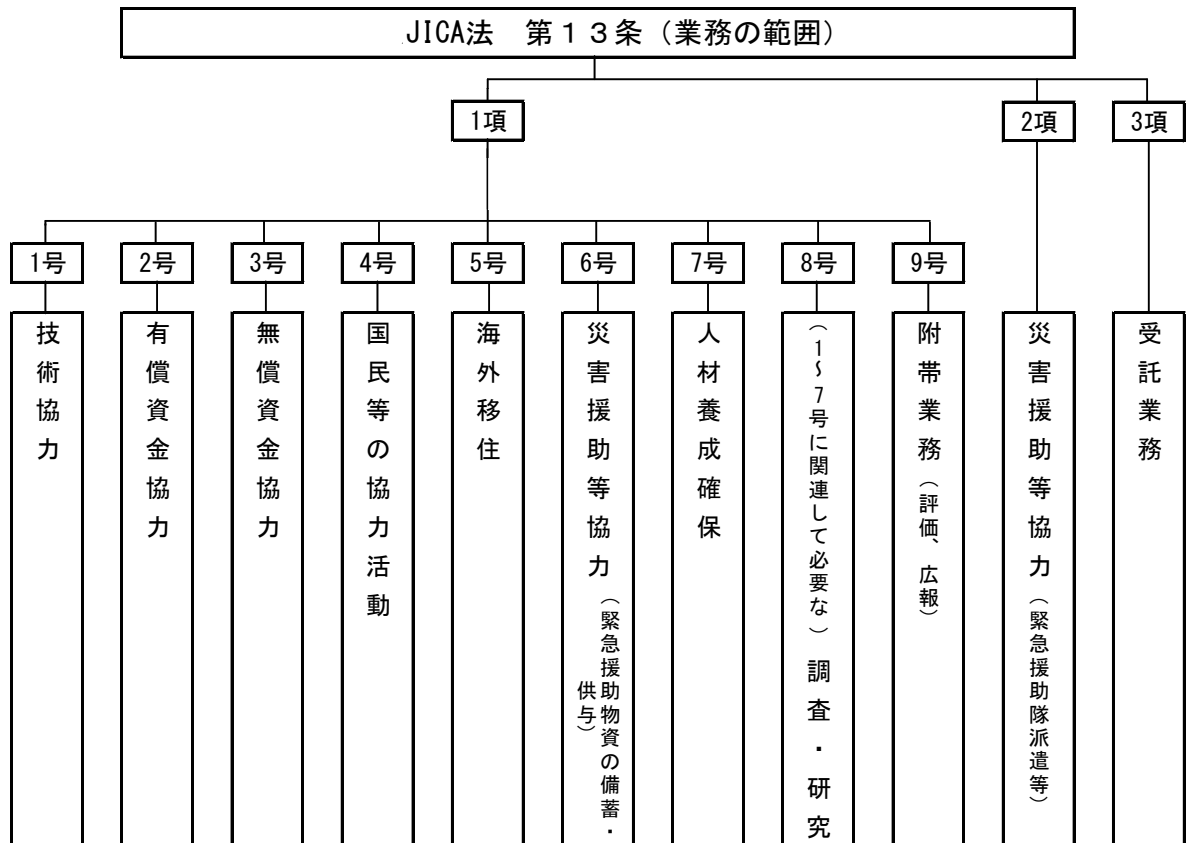 JICA法 第13条（業務の範囲）
1項
2項
3項
1号
2号
3号
4号
5号
6号
7号
8号
9号
技術協力
有償資金協力
無償資金協力
国民等の協力活動
海外移住
災害援助等協力（緊急援助物資の備蓄・
供与）
人材養成確保
（1～7号に関連して必要な）調査・研究
附帯業務（評価、広報）
災害援助等協力（緊急援助隊派遣等）
受託業務